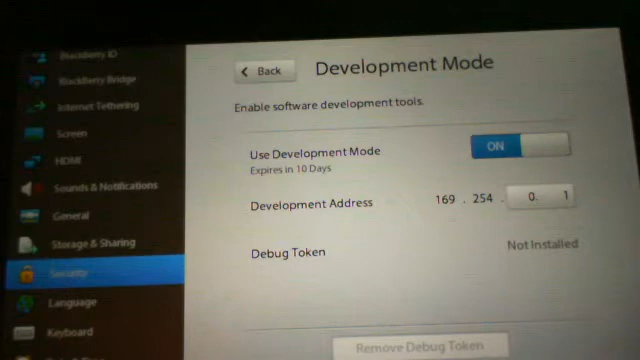 BlackBerry ID
BlackBerry Bridge
Internet Tethering
Screen
HDMI
Sounds & Notifications
General
Storage & Sharing
Security
Language
Keyboard
Back
Development Mode
Enable software development tools.
Use Development Mode
ON
Expires in 10 Days
Development Address
169 . 254 . 0. 1
Debug Token
Not Installed
Remove Debug Token